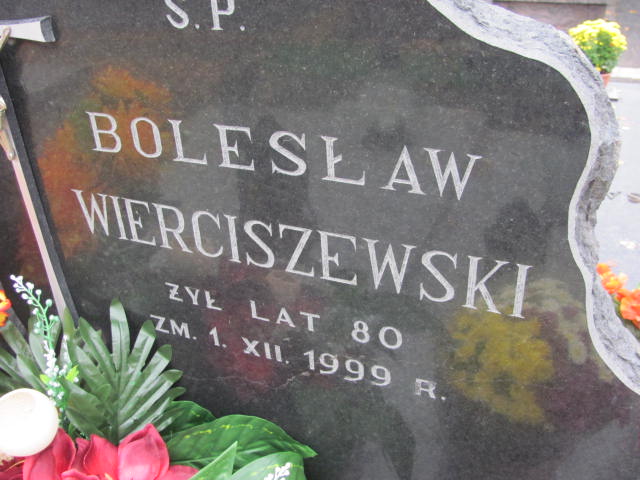 Ś.P.
BOLESŁAW
WIERCISZEWSKI
ŻYŁ LAT 80
ZM. 1. XII. 1999 R.